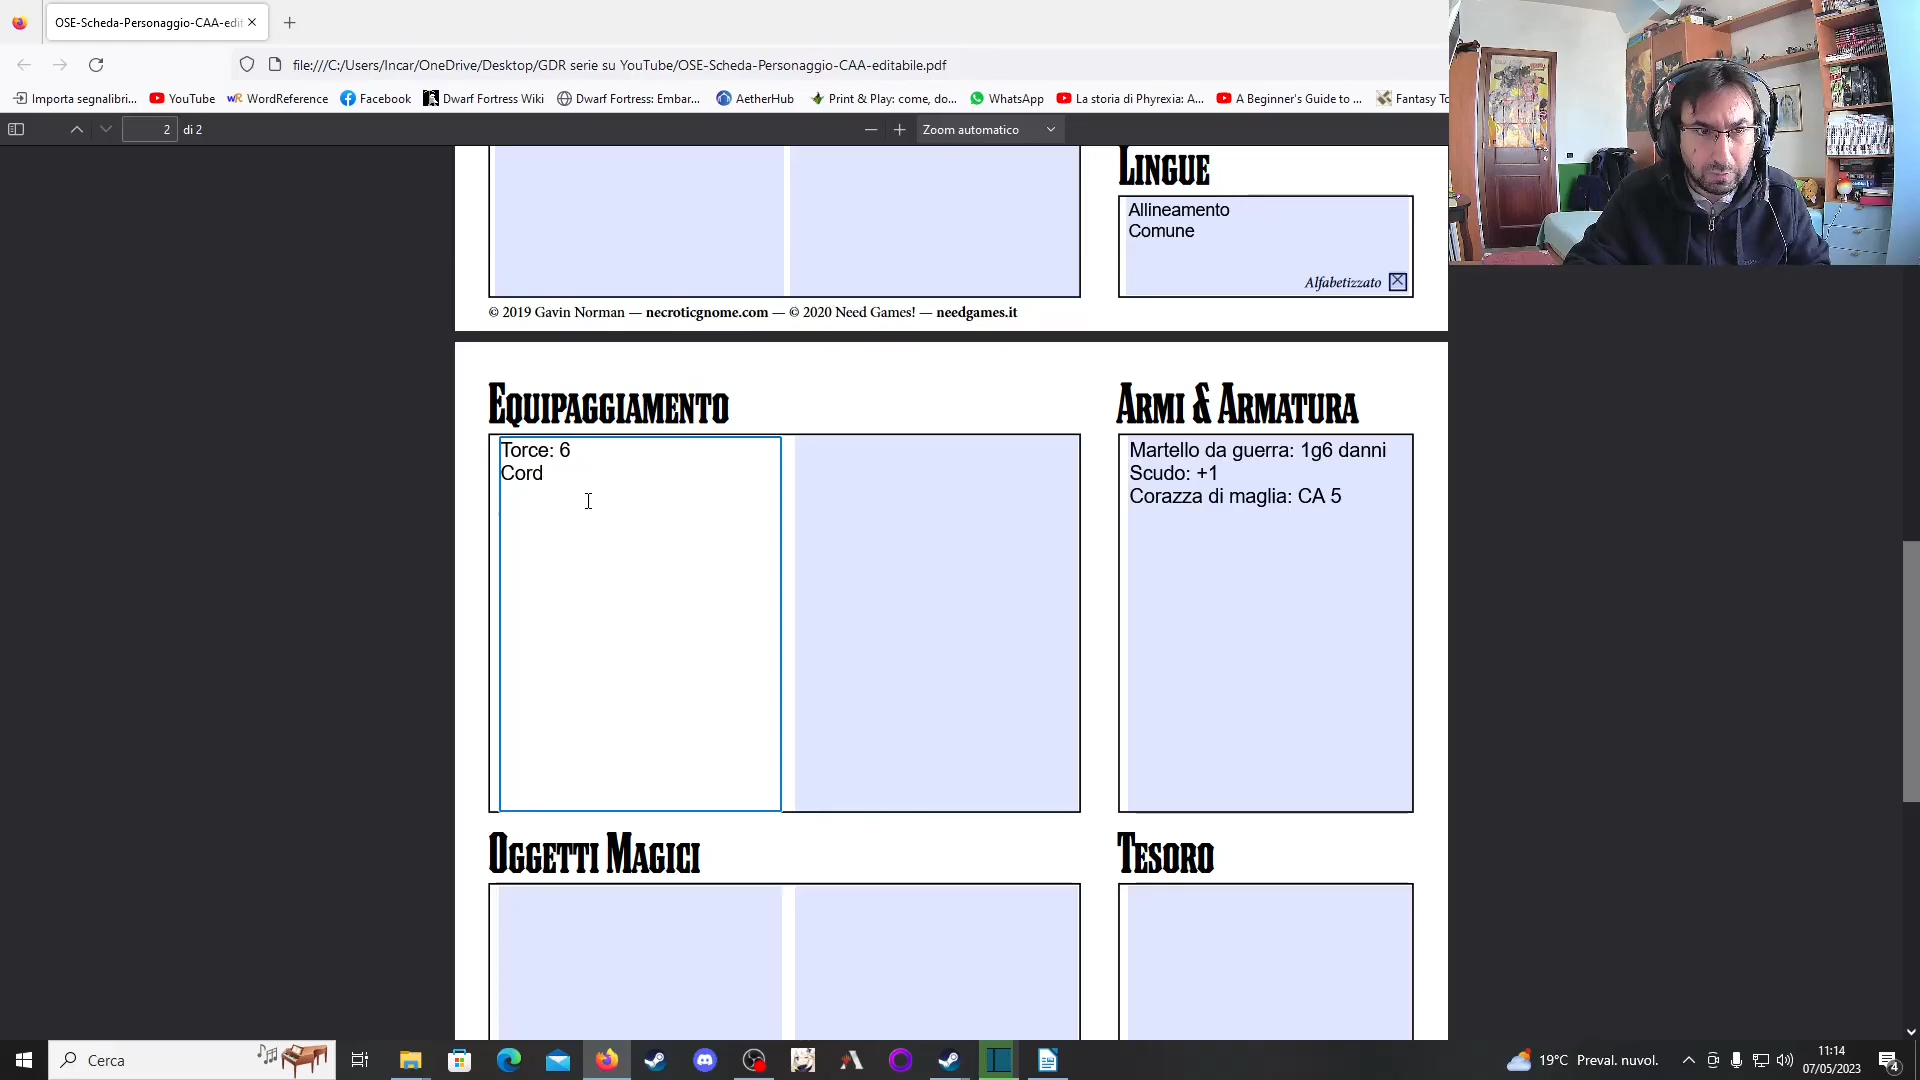 OSE-Scheda-Personaggio-CAA-edit
file:///C:/Users/Incar/OneDrive/Desktop/GDR serie su YouTube/OSE-Scheda-Personaggio-CAA-editabile.pdf
Importa segnalibri...
YouTube
WordReference
Facebook
Dwarf Fortress Wiki
Dwarf Fortress: Embar...
AetherHub
Print & Play: come, do...
WhatsApp
La storia di Phyrexia: A...
A Beginner's Guide to ...
Fantasy To
2 di 2
Zoom automatico
Lingue
Allineamento
Comune
Alfabetizzato
© 2019 Gavin Norman — necroticgnome.com — © 2020 Need Games! — needgames.it
Equipaggiamento
Torce: 6
Cord
Armi & Armatura
Martello da guerra: 1g6 danni
Scudo: +1
Corazza di maglia: CA 5
Oggetti Magici
Tesoro
Cerca
19°C Preval. nuvol.
11:14
07/05/2023
4